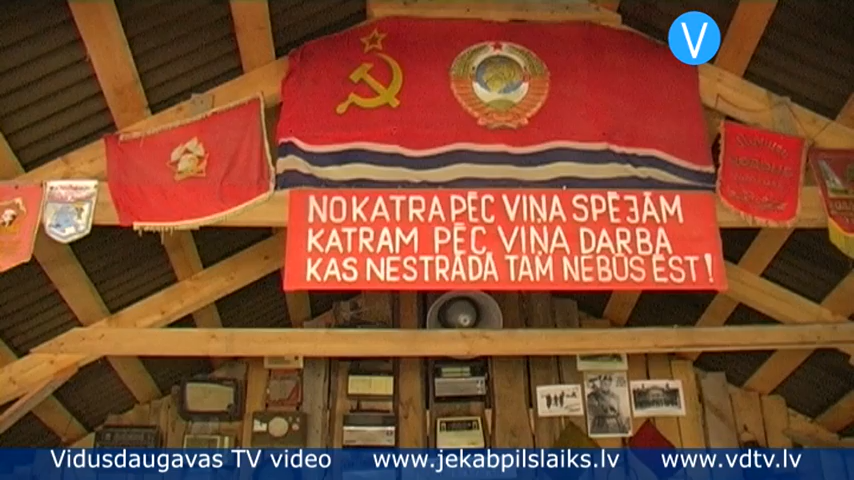 V
NO KATRA PĒC VIŅA SPĒJĀM
KATRAM PĒC VIŅA DARBA
KAS NESTRĀDĀ TAM NEBŪS ĒST!
Vidusdaugavas TV video www.jekabpilslaiks.lv www.vdtv.lv